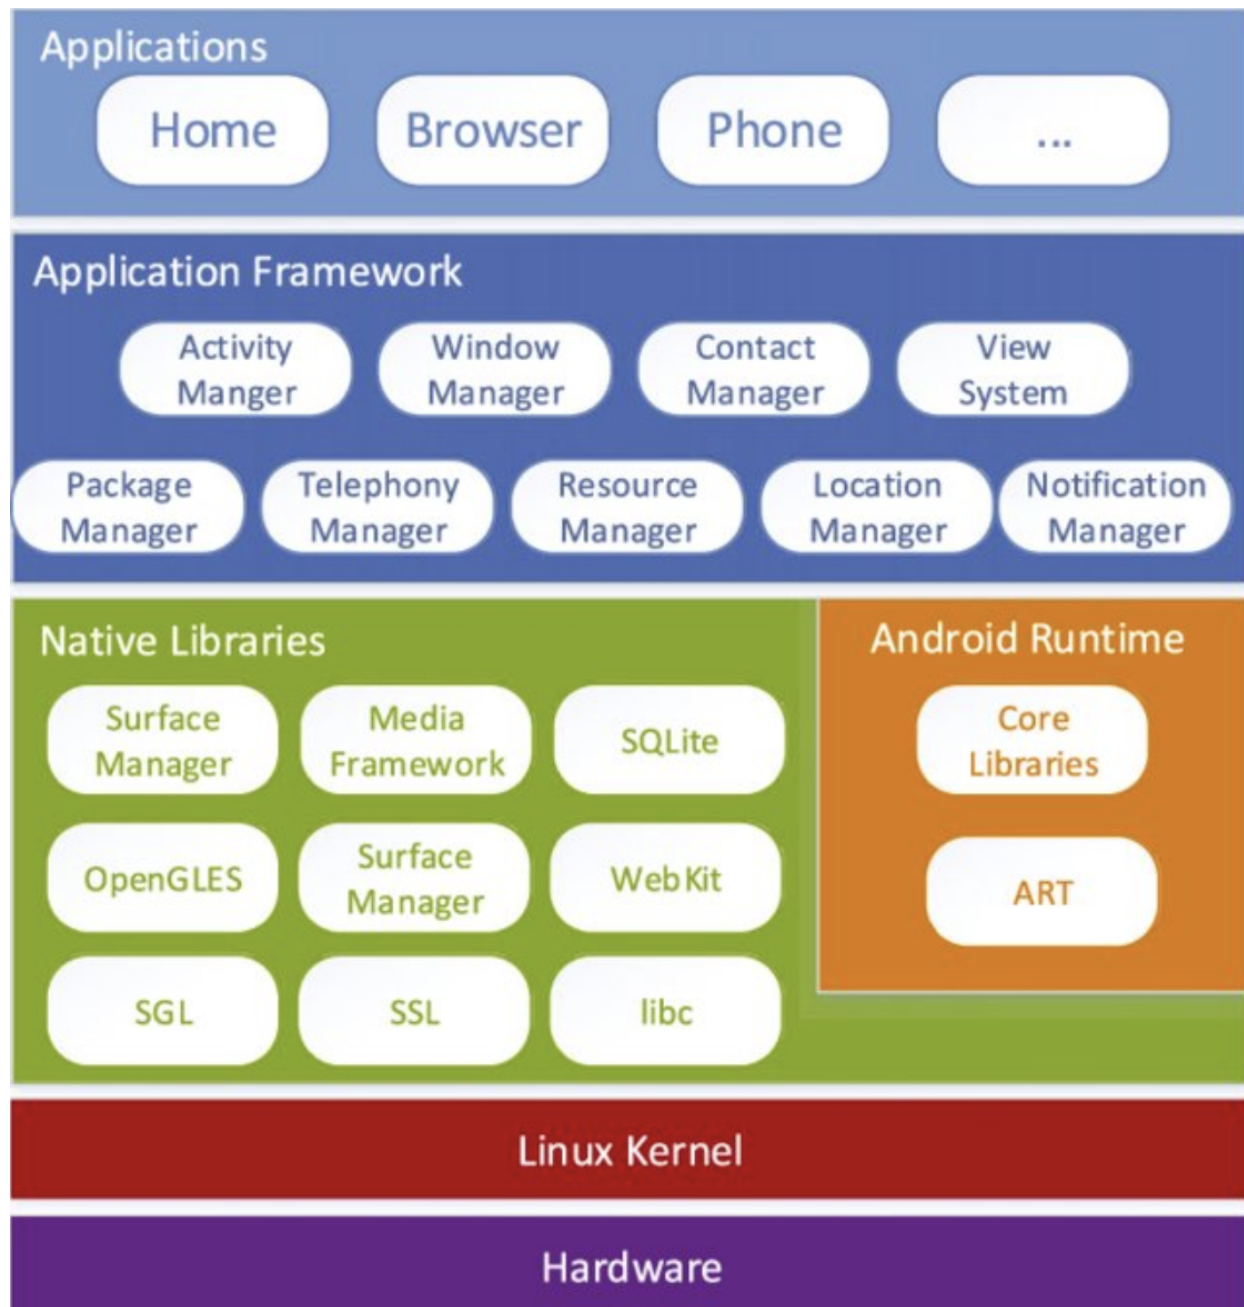 Applications
Home
Browser
Phone
...
Application Framework
Activity
Manger
Window
Manager
Contact
Manager
View
System
Package
Manager
Telephony
Manager
Resource
Manager
Location
Manager
Notification
Manager
Native Libraries
Surface
Manager
Media
Framework
SQLite
OpenGLES
Surface
Manager
WebKit
SGL
SSL
libc
Android Runtime
Core
Libraries
ART
Linux Kernel
Hardware